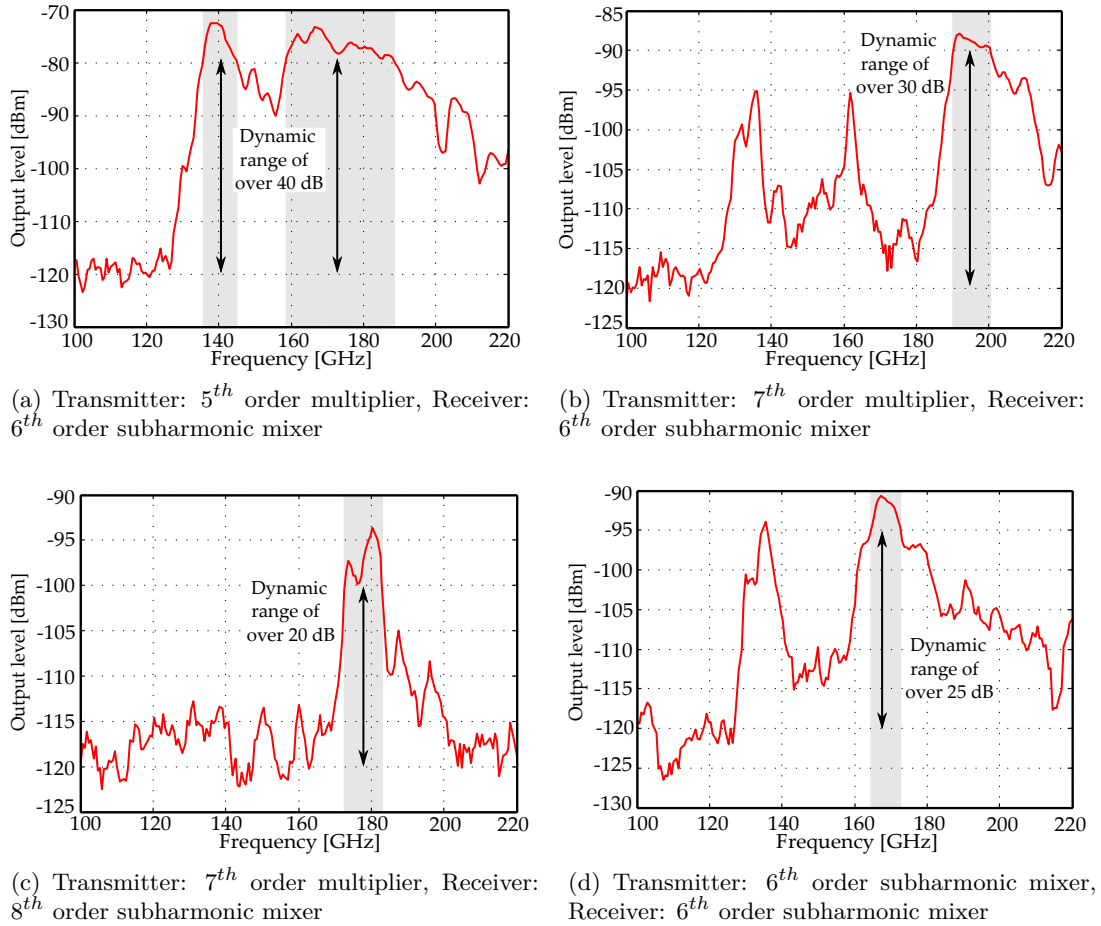 -70
-80
-90
-100
-110
-120
-130
Output level [dBm]
Dynamic
range of
over 40 dB
100 120 140 160 180 200 220
Frequency [GHz]
(a) Transmitter: 5th order multiplier, Receiver:
6th order subharmonic mixer
-85
-90
-95
-100
-105
-110
-115
-120
-125
Output level [dBm]
Dynamic
range of
over 30 dB
100 120 140 160 180 200 220
Frequency [GHz]
(b) Transmitter: 7th order multiplier, Receiver:
6th order subharmonic mixer
-90
-95
-100
-105
-110
-115
-120
-125
Output level [dBm]
Dynamic
range of
over 20 dB
100 120 140 160 180 200 220
Frequency [GHz]
(c) Transmitter: 7th order multiplier, Receiver:
8th order subharmonic mixer
-90
-95
-100
-105
-110
-115
-120
-125
-130
Output level [dBm]
Dynamic
range of
over 25 dB
100 120 140 160 180 200 220
Frequency [GHz]
(d) Transmitter: 6th order subharmonic mixer,
Receiver: 6th order subharmonic mixer